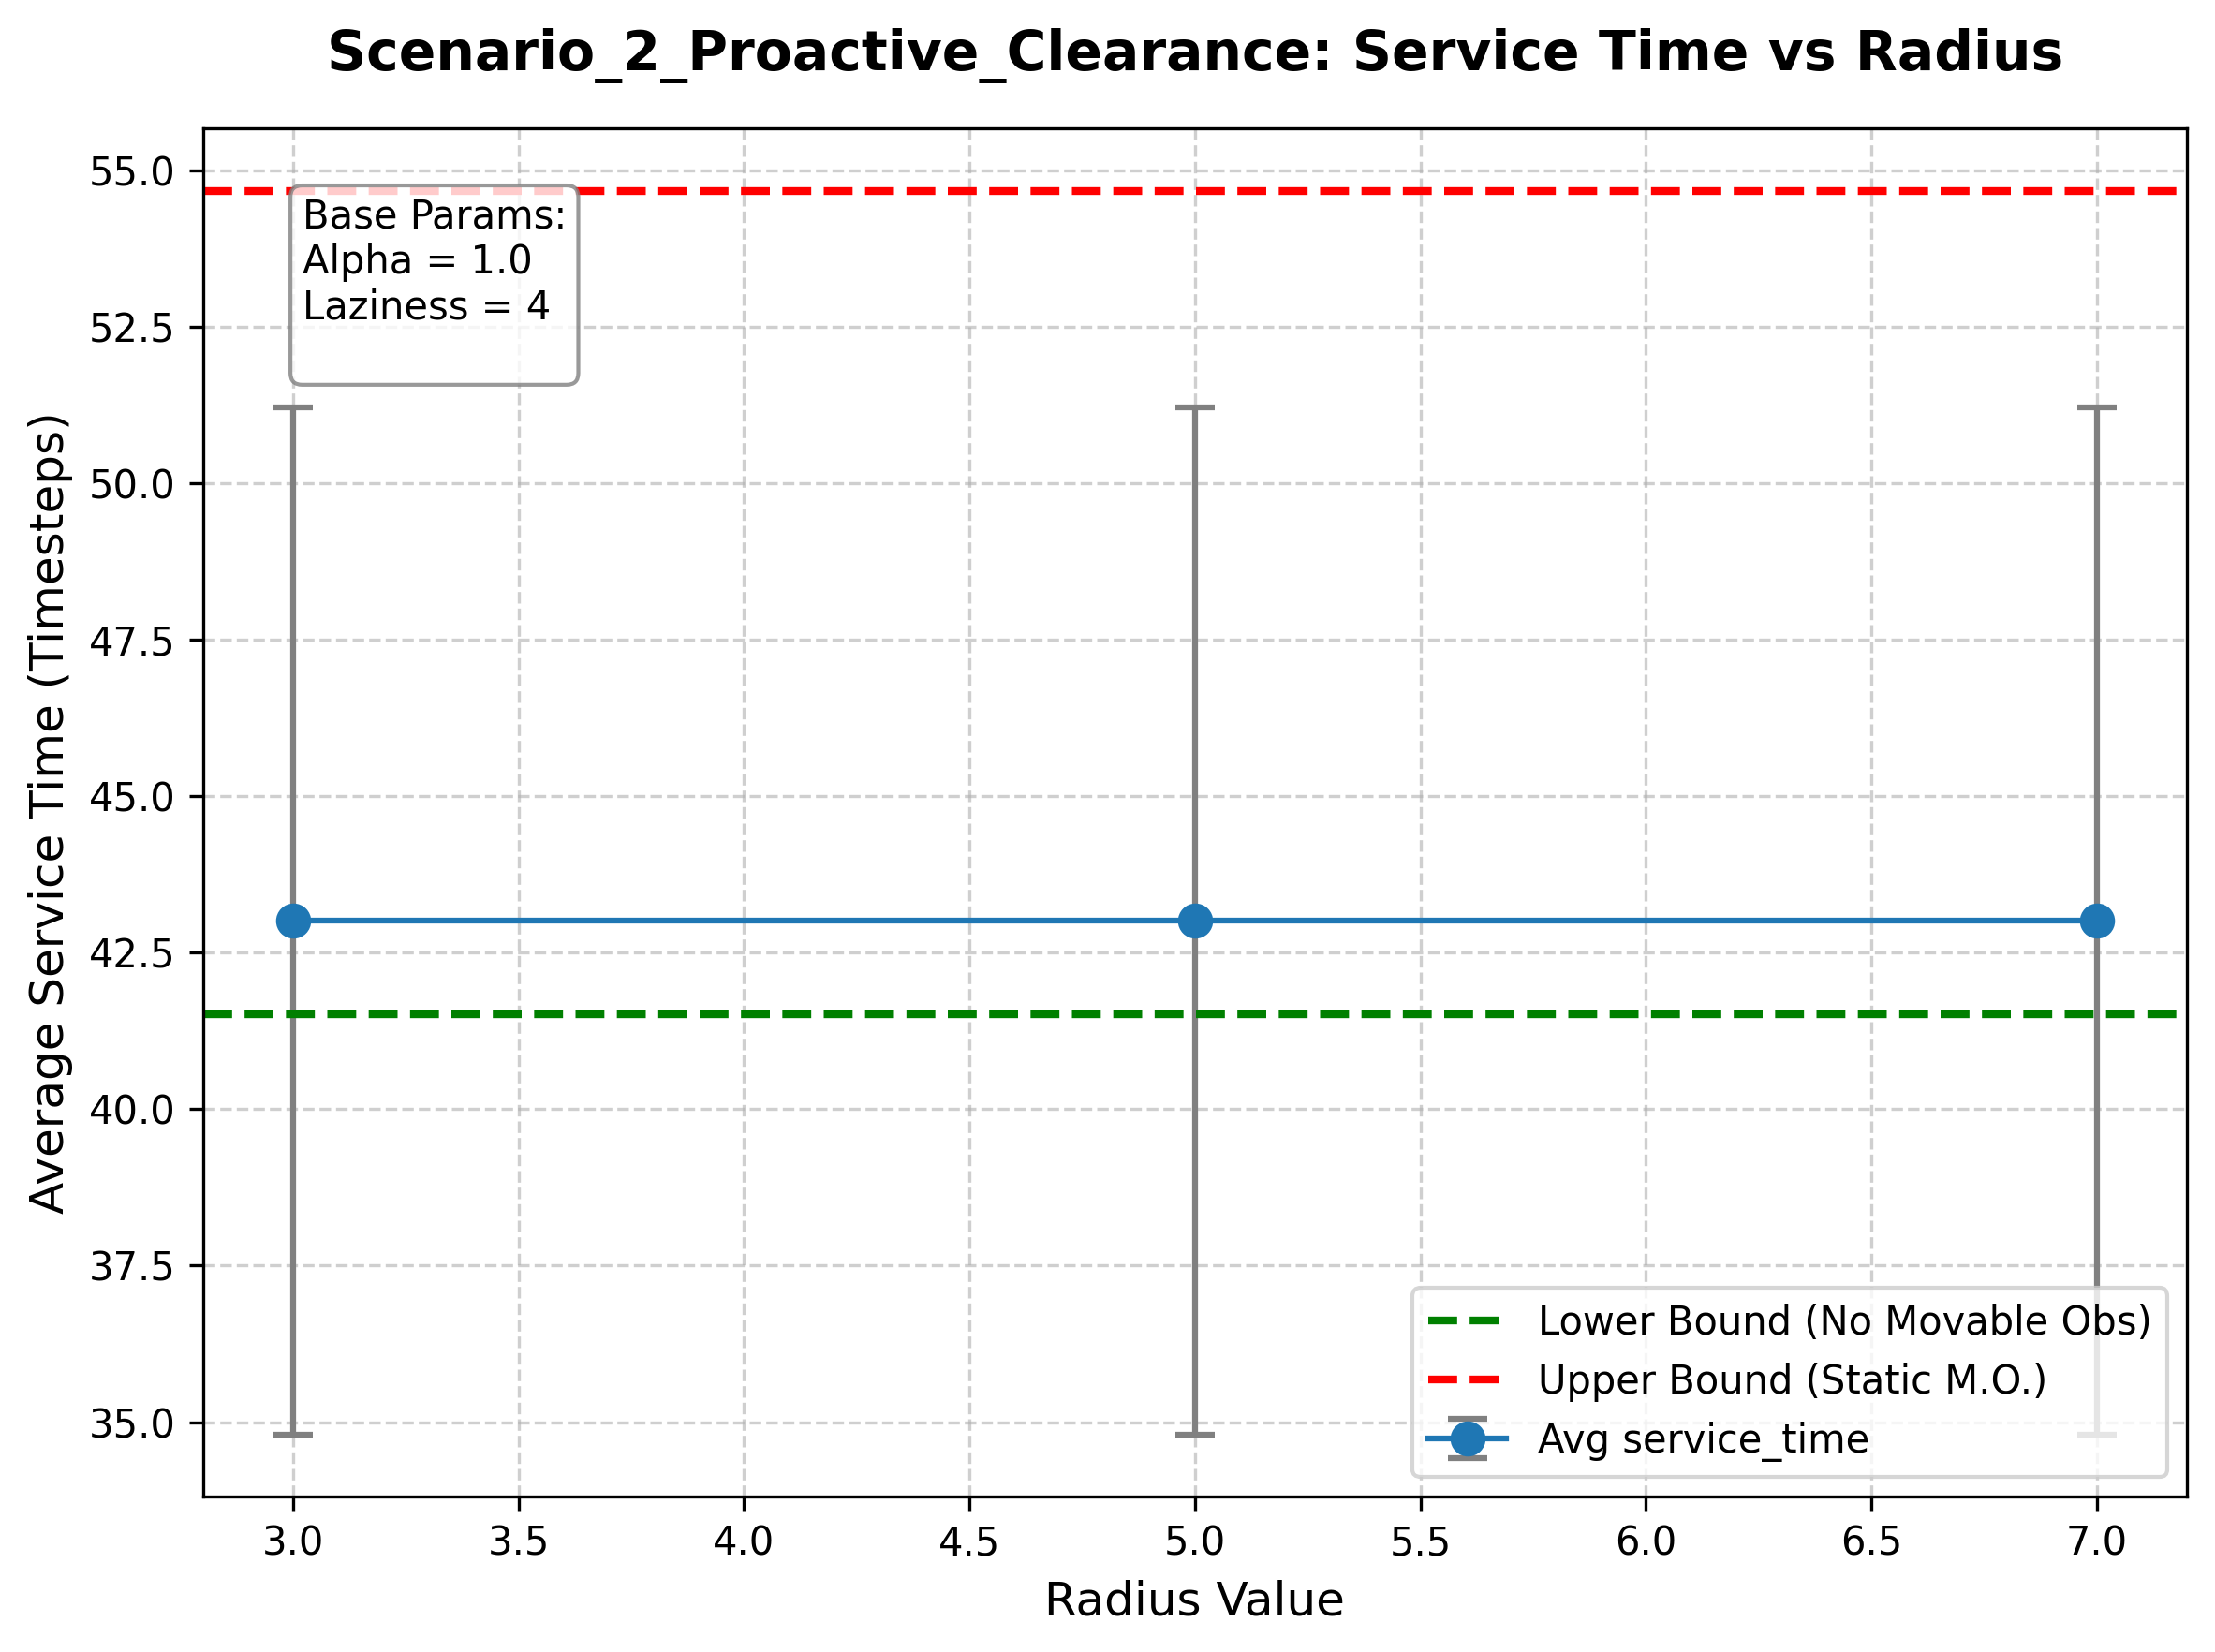 Scenario_2_Proactive_Clearance: Service Time vs Radius
55.0
52.5
50.0
47.5
45.0
42.5
40.0
37.5
35.0
Average Service Time (Timesteps)
Base Params:
Alpha = 1.0
Laziness = 4
Lower Bound (No Movable Obs)
Upper Bound (Static M.O.)
Avg service_time
3.0 3.5 4.0 4.5 5.0 5.5 6.0 6.5 7.0
Radius Value